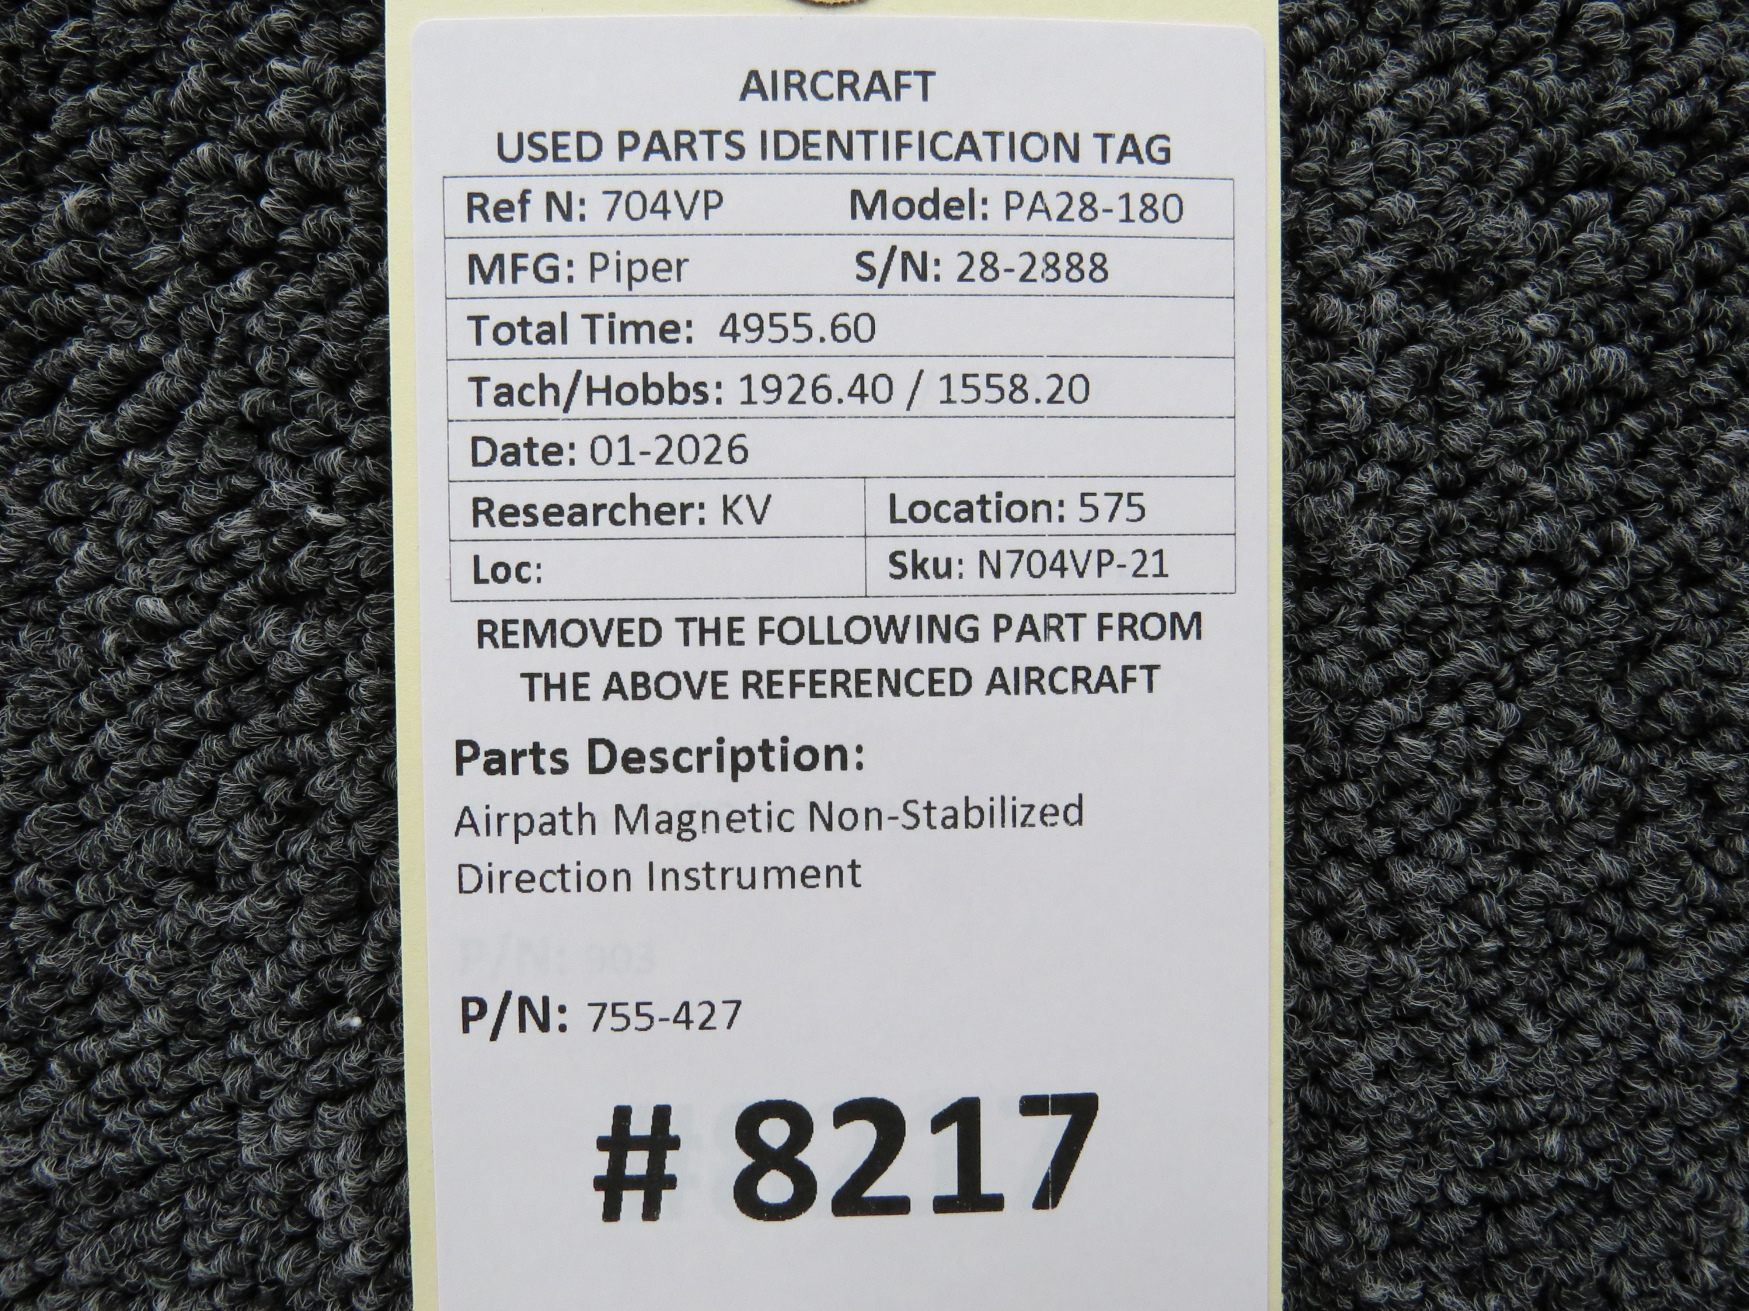 AIRCRAFT
USED PARTS IDENTIFICATION TAG
Ref N: 704VP Model: PA28-180
MFG: Piper S/N: 28-2888
Total Time: 4955.60
Tach/Hobbs: 1926.40 / 1558.20
Date: 01-2026
Researcher: KV Location: 575
Loc: Sku: N704VP-21
REMOVED THE FOLLOWING PART FROM
THE ABOVE REFERENCED AIRCRAFT
Parts Description:
Airpath Magnetic Non-Stabilized
Direction Instrument
P/N: 903
P/N: 755-427
# 8217